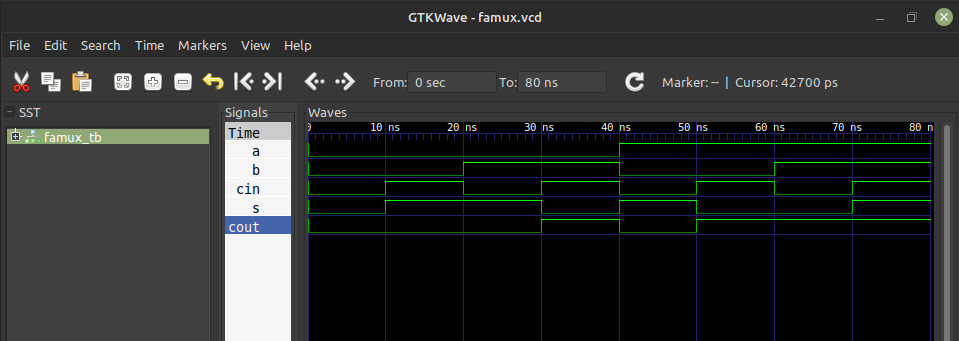 GTKWave - famux.vcd
File Edit Search Time Markers View Help
From: 0 sec To: 80 ns Marker: -- | Cursor: 42700 ps
SST Signals Waves
famux_tb
Time
0 10 ns 20 ns 30 ns 40 ns 50 ns 60 ns 70 ns 80 n
a
b
cin
s
cout